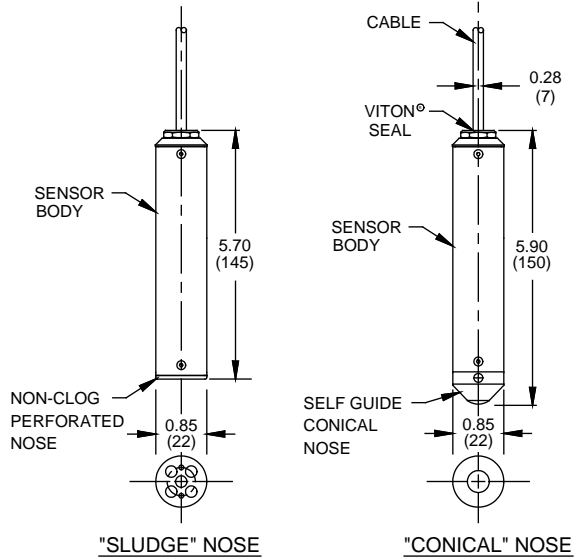 SENSOR
BODY
5.70
(145)
NON-CLOG
PERFORATED
NOSE
0.85
(22)
"SLUDGE" NOSE
CABLE
0.28
(7)
VITON®
SEAL
SENSOR
BODY
5.90
(150)
SELF GUIDE
CONICAL
NOSE
0.85
(22)
"CONICAL" NOSE